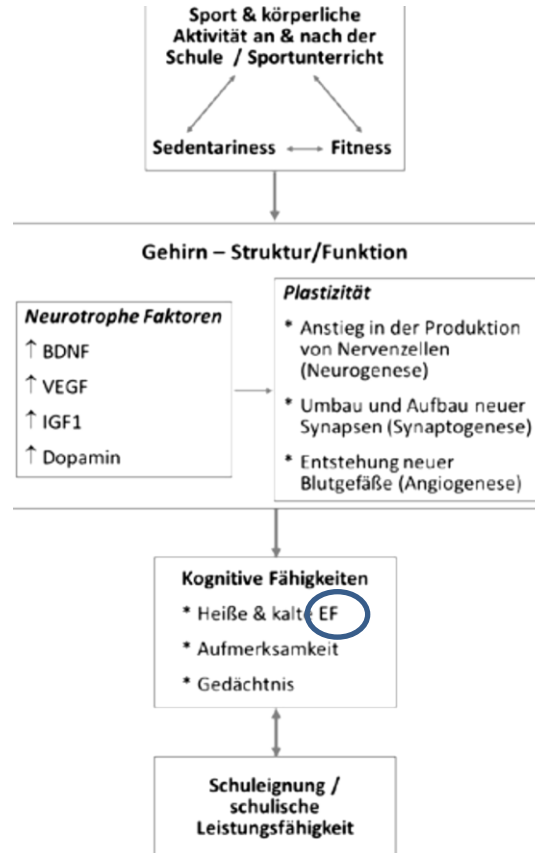 Sport & körperliche
Aktivität an & nach der
Schule / Sportunterricht
Sedentariness
Fitness
Gehirn – Struktur/Funktion
Neurotrophe Faktoren
↑ BDNF
↑ VEGF
↑ IGF1
↑ Dopamin
Plastizität
* Anstieg in der Produktion
von Nervenzellen
(Neurogenese)
* Umbau und Aufbau neuer
Synapsen (Synaptogenese)
* Entstehung neuer
Blutgefäße (Angiogenese)
Kognitive Fähigkeiten
* Heiße & kalte EF
* Aufmerksamkeit
* Gedächtnis
Schuleignung /
schulische
Leistungsfähigkeit